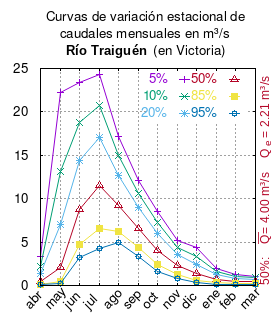 Curvas de variación estacional de
caudales mensuales en m³/s
Río Traiguén (en Victoria)
25
20
15
10
5
0
5% 50%
10% 85%
20% 95%
abr
may
jun
jul
ago
sep
oct
nov
dic
ene
feb
mar
50%: Q= 4.00 m³/s Qe = 2.21 m³/s